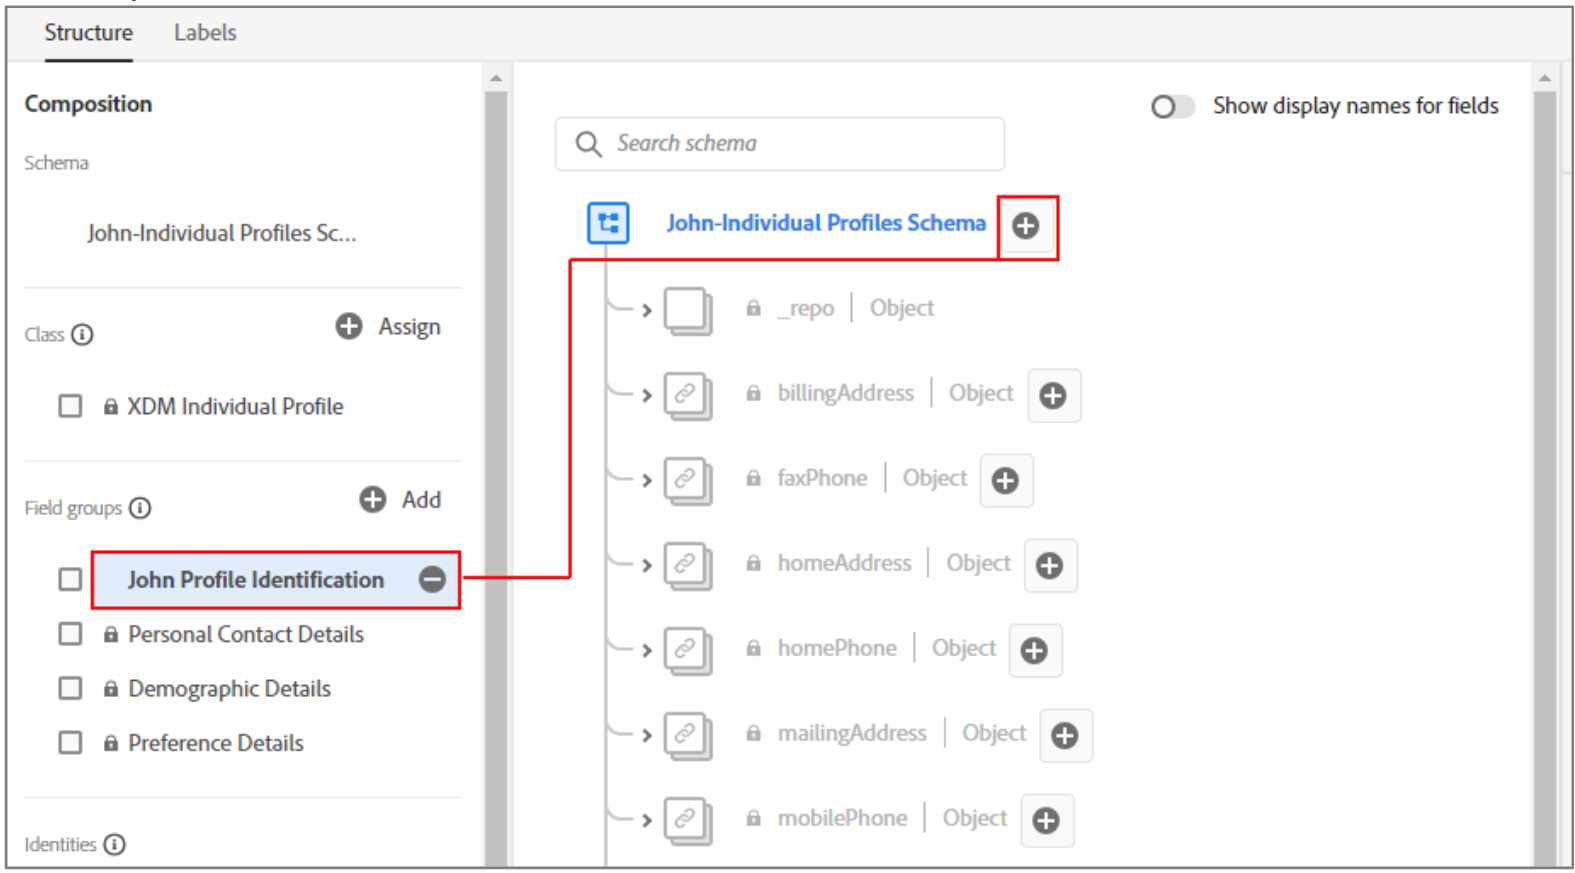 Structure Labels
Composition
Schema
John-Individual Profiles Sc...
Class
Assign
XDM Individual Profile
Field groups
Add
John Profile Identification
Personal Contact Details
Demographic Details
Preference Details
Identities
Show display names for fields
Search schema
John-Individual Profiles Schema
_repo | Object
billingAddress | Object
faxPhone | Object
homeAddress | Object
homePhone | Object
mailingAddress | Object
mobilePhone | Object